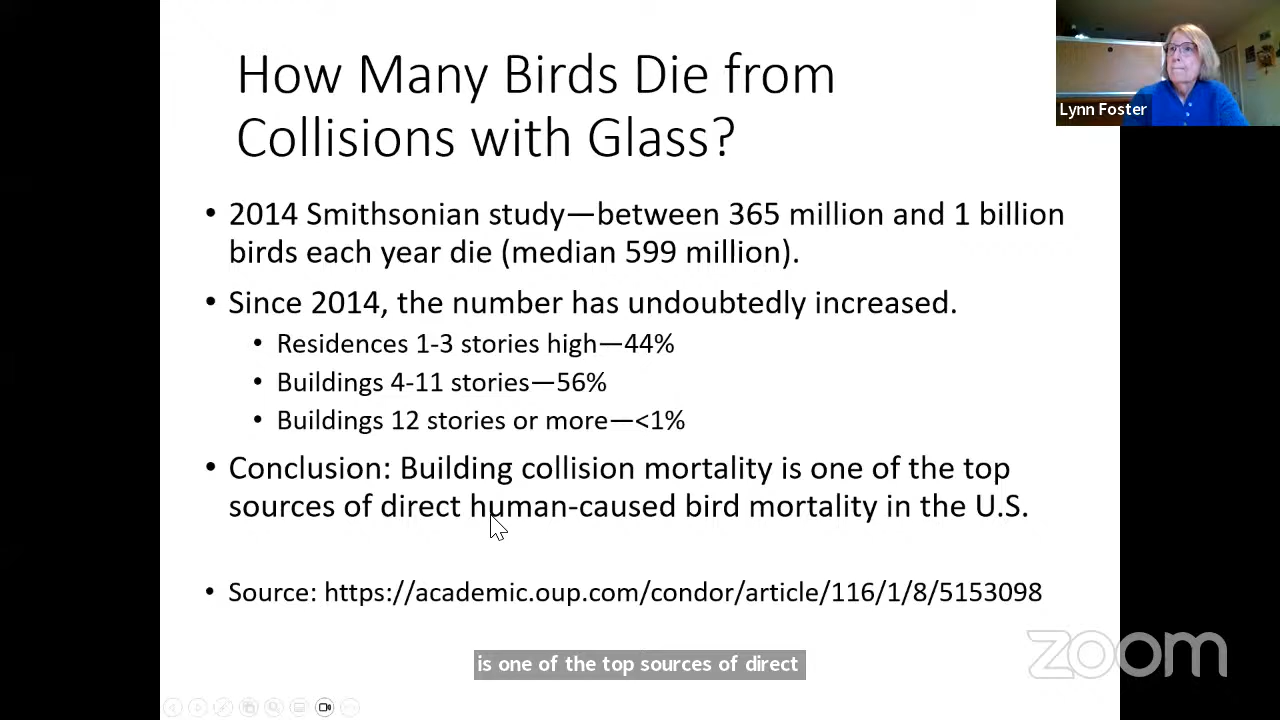 How Many Birds Die from
Collisions with Glass?
Lynn Foster
• 2014 Smithsonian study—between 365 million and 1 billion
birds each year die (median 599 million).
• Since 2014, the number has undoubtedly increased.
• Residences 1-3 stories high—44%
• Buildings 4-11 stories—56%
• Buildings 12 stories or more—<1%
• Conclusion: Building collision mortality is one of the top
sources of direct human-caused bird mortality in the U.S.
• Source: https://academic.oup.com/condor/article/116/1/8/5153098
zoom
is one of the top sources of direct